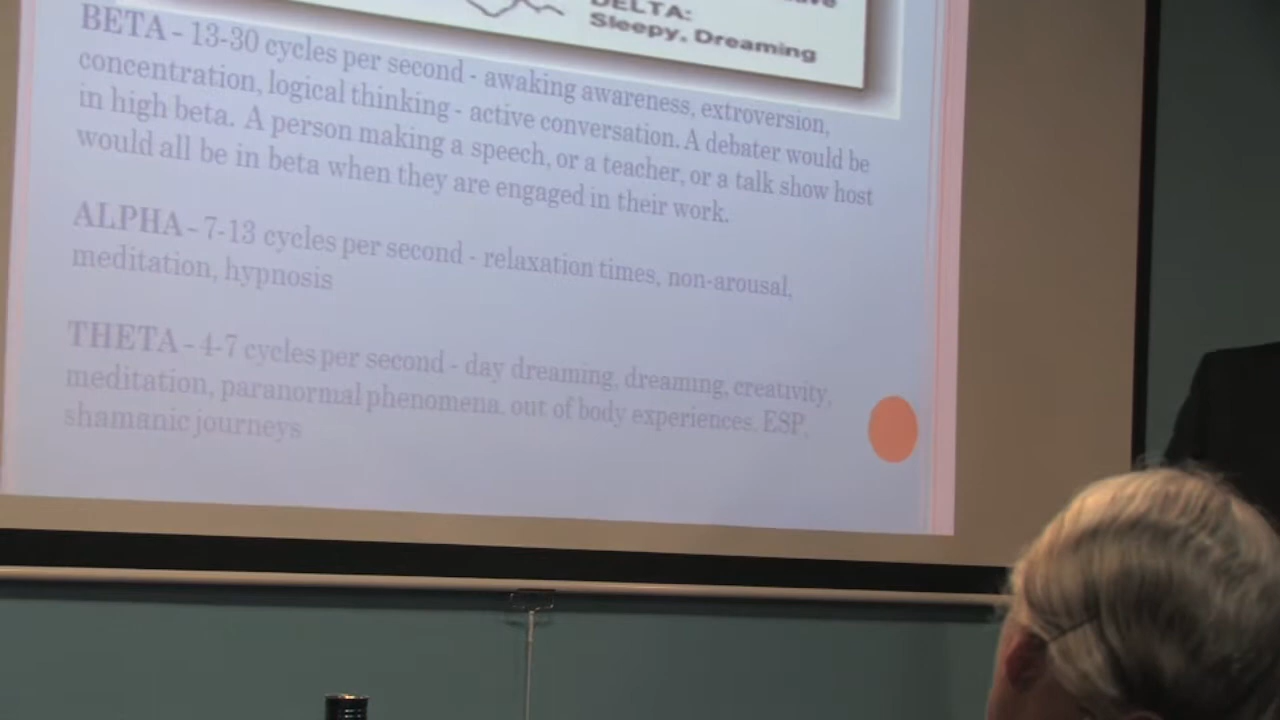 DELTA:
Sleepy, Dreaming
BETA - 13-30 cycles per second - awaking awareness, extroversion,
concentration, logical thinking - active conversation. A debater would be
in high beta. A person making a speech, or a teacher, or a talk show host
would all be in beta when they are engaged in their work.
ALPHA - 7-13 cycles per second - relaxation times, non-arousal,
meditation, hypnosis
THETA - 4-7 cycles per second - day dreaming, dreaming, creativity,
meditation, paranormal phenomena, out of body experiences, ESP,
shamanic journeys